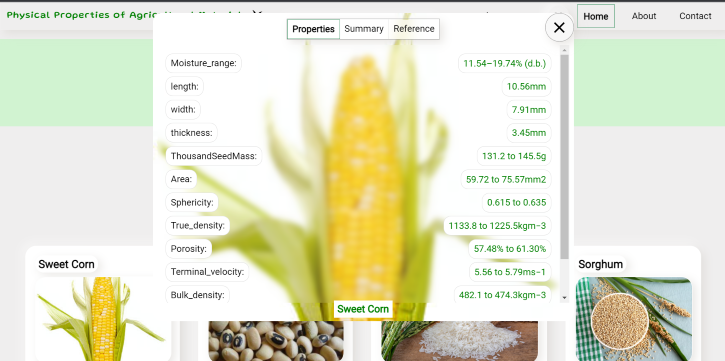 Physical Properties of Agric
Home
About
Contact
Properties
Summary
Reference
Moisture_range:
11.54–19.74% (d.b.)
length:
10.56mm
width:
7.91mm
thickness:
3.45mm
ThousandSeedMass:
131.2 to 145.5g
Area:
59.72 to 75.57mm2
Sphericity:
0.615 to 0.635
True_density:
1133.8 to 1225.5kgm−3
Porosity:
57.48% to 61.30%
Terminal_velocity:
5.56 to 5.79ms−1
Bulk_density:
482.1 to 474.3kgm−3
Sweet Corn
Sweet Corn
Sorghum